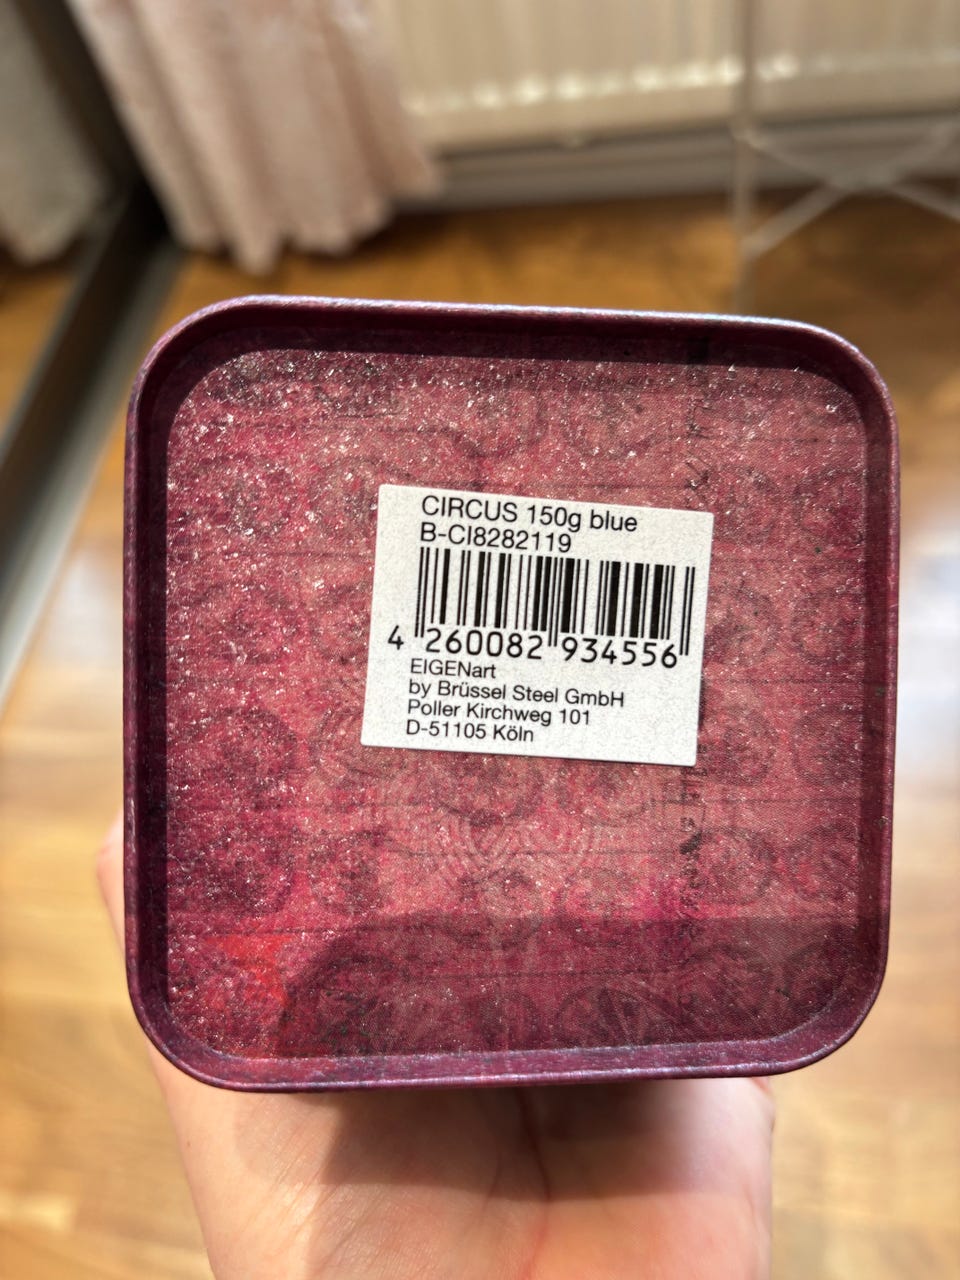 CIRCUS 150g blue
B-CI8282119
4 260082 934556
EIGENart
by Brüssel Steel GmbH
Poller Kirchweg 101
D-51105 Köln